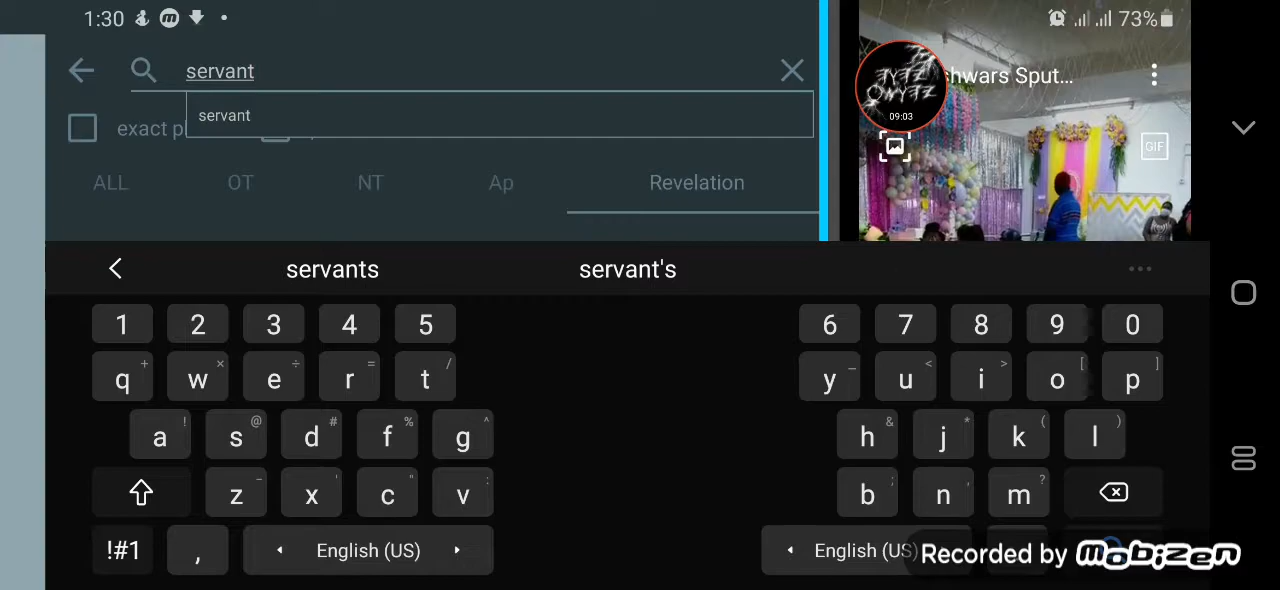 1:30
73%
servant
servant
exact p
ALL OT NT Ap Revelation
hwars Sput...
09:03
GIF
servants servant's
1 2 3 4 5 6 7 8 9 0
q + w × e ÷ r = t / y _ u < i > o [ p ]
a ! s @ d # f % g ^ h & j * k ( l )
z - x ' c " v : b ; n , m ?
!#1 , English (US) English (US)
Recorded by mobizen